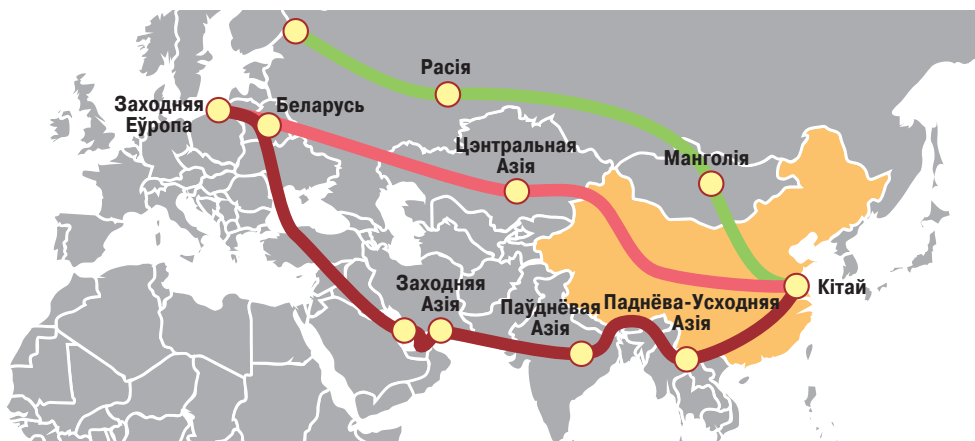 Расія
Заходняя
Еўропа
Беларусь
Цэнтральная
Азія
Манголія
Заходняя
Азія
Паўднёвая
Азія
Паднёва-Усходняя
Азія
Кітай